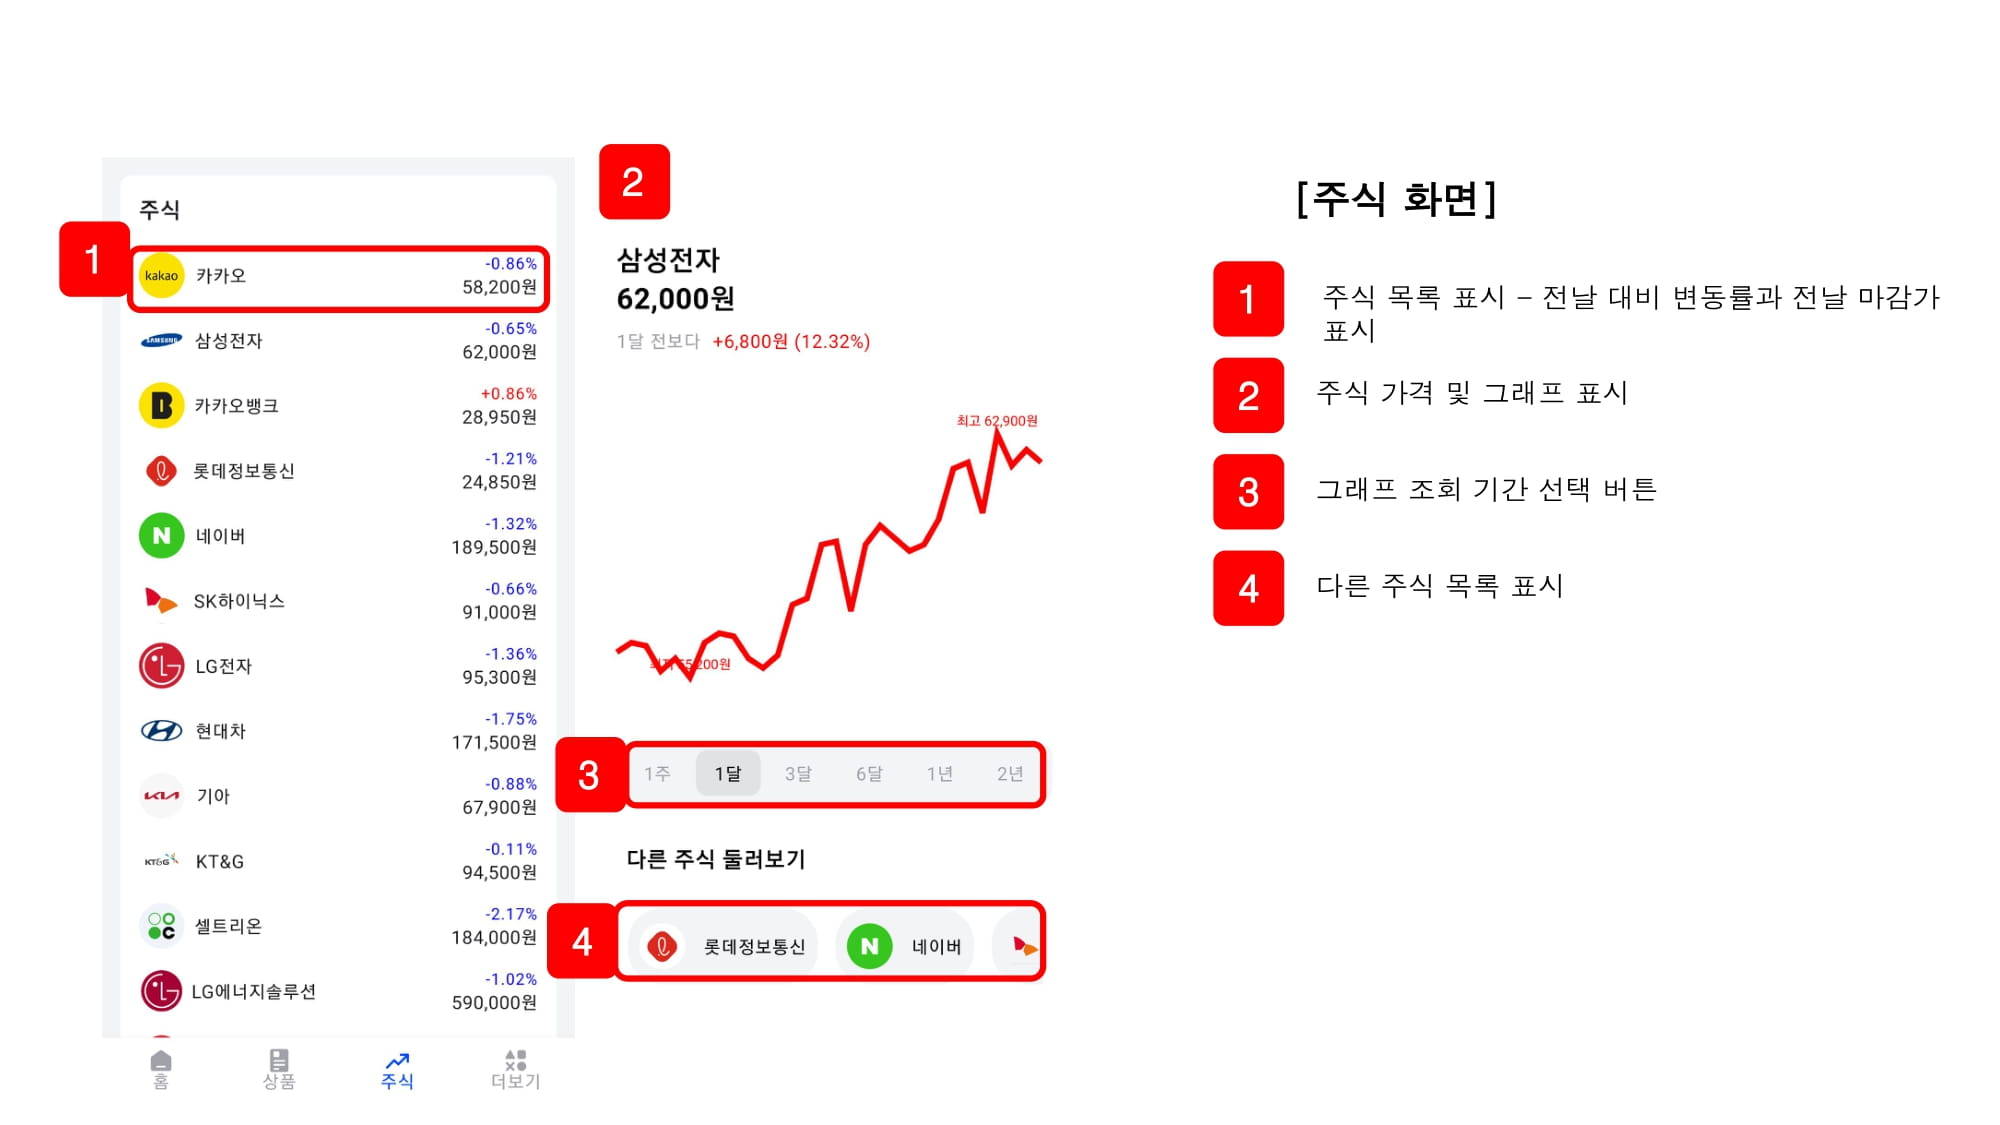 주식
1
kakao 카카오 -0.86%
58,200원
SAMSUNG 삼성전자 -0.65%
62,000원
B 카카오뱅크 +0.86%
28,950원
롯데정보통신 -1.21%
24,850원
N 네이버 -1.32%
189,500원
SK하이닉스 -0.66%
91,000원
LG전자 -1.36%
95,300원
현대차 -1.75%
171,500원
기아 -0.88%
67,900원
KT&G KT&G -0.11%
94,500원
셀트리온 -2.17%
184,000원
LG에너지솔루션 -1.02%
590,000원
홈 상품 주식 더보기
2
삼성전자
62,000원
1달 전보다 +6,800원 (12.32%)
최고 62,900원
200원
3
1주 1달 3달 6달 1년 2년
다른 주식 둘러보기
4
롯데정보통신 N 네이버
[주식 화면]
1 주식 목록 표시 – 전날 대비 변동률과 전날 마감가
표시
2 주식 가격 및 그래프 표시
3 그래프 조회 기간 선택 버튼
4 다른 주식 목록 표시